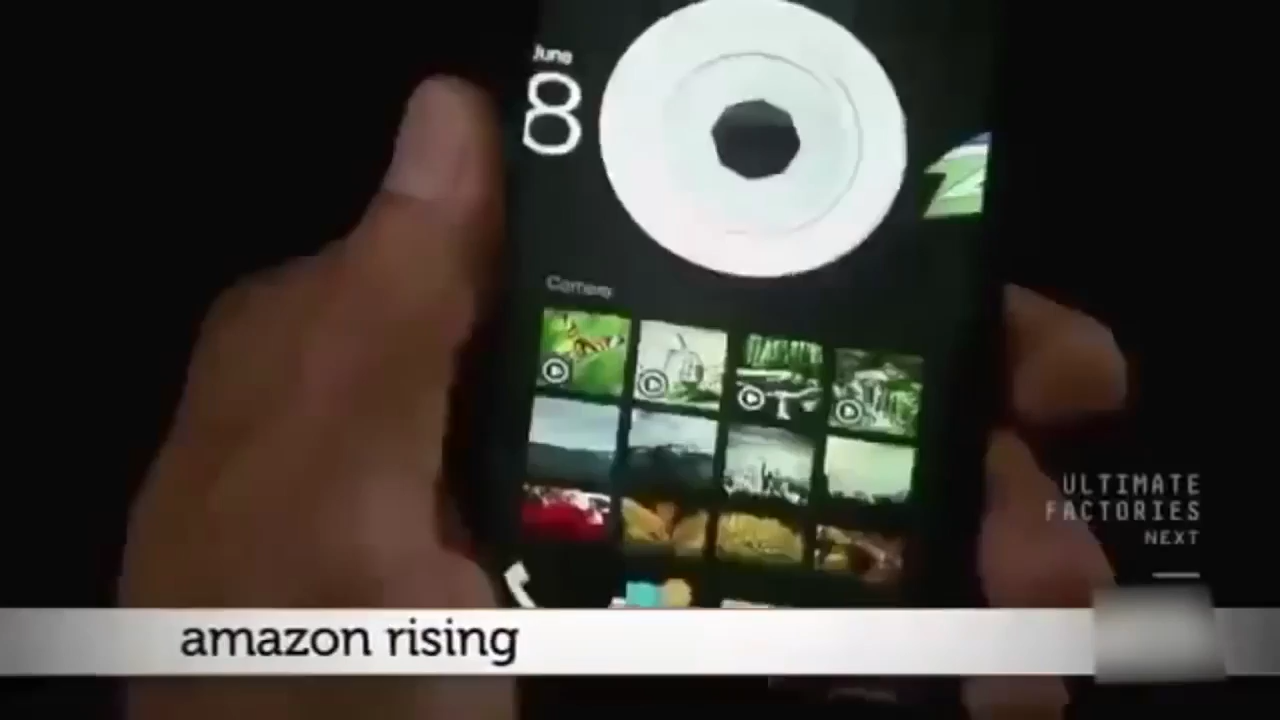 June
8
Camera
ULTIMATE
FACTORIES
NEXT
amazon rising